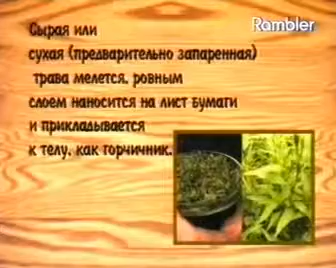 Rambler
Сырая или
сухая (предварительно запаренная)
трава мелется, ровным
слоем наносится на лист бумаги
и прикладывается
к телу, как горчичник.